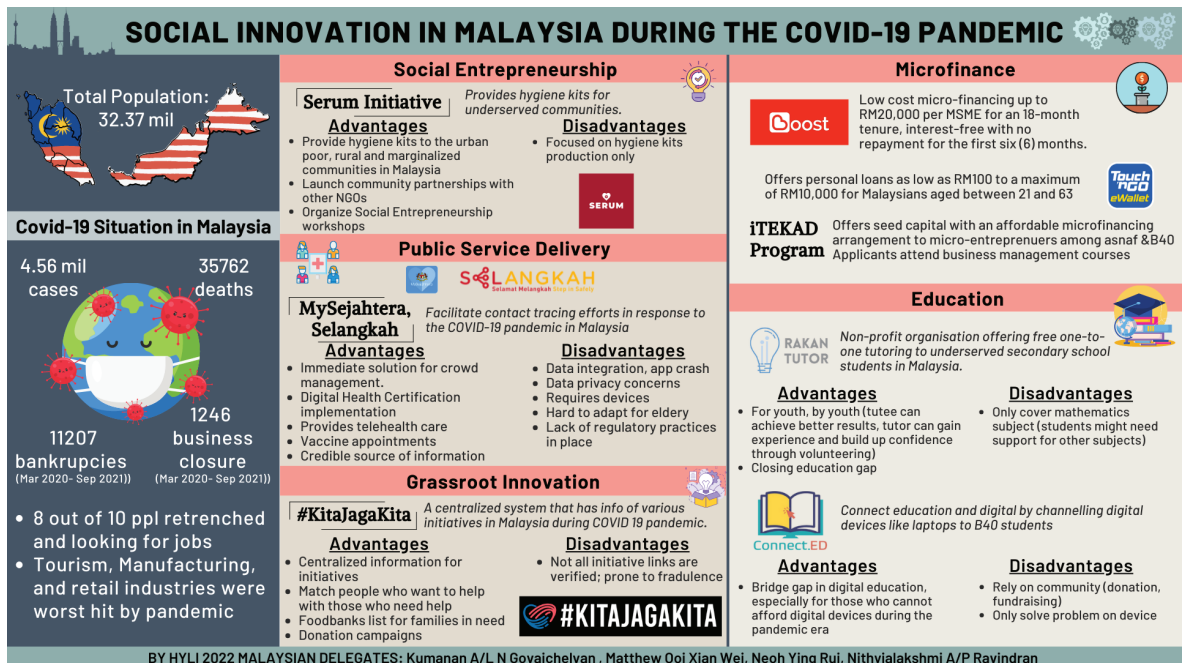 SOCIAL INNOVATION IN MALAYSIA DURING THE COVID-19 PANDEMIC
Total Population:
32.37 mil
Covid-19 Situation in Malaysia
4.56 mil
cases
35762
deaths
11207
bankrupcies
(Mar 2020- Sep 2021))
1246
business
closure
(Mar 2020- Sep 2021))
• 8 out of 10 ppl retrenched
and looking for jobs
• Tourism, Manufacturing,
and retail industries were
worst hit by pandemic
Social Entrepreneurship
Serum Initiative
Provides hygiene kits for
underserved communities.
Advantages
• Provide hygiene kits to the urban
poor, rural and marginalized
communities in Malaysia
• Launch community partnerships with
other NGOs
• Organize Social Entrepreneurship
workshops
Disadvantages
• Focused on hygiene kits
production only
SERUM
Public Service Delivery
SELANGKAH
Selamat Melangkah Step in Safely
MySejahtera,
Selangkah
Facilitate contact tracing efforts in response to
the COVID-19 pandemic in Malaysia
Advantages
• Immediate solution for crowd
management.
• Digital Health Certification
implementation
• Provides telehealth care
• Vaccine appointments
• Credible source of information
Disadvantages
• Data integration, app crash
• Data privacy concerns
• Requires devices
• Hard to adapt for eldery
• Lack of regulatory practices
in place
Grassroot Innovation
#KitaJagaKita
A centralized system that has info of various
initiatives in Malaysia during COVID 19 pandemic.
Advantages
• Centralized information for
initiatives
• Match people who want to help
with those who need help
• Foodbanks list for families in need
• Donation campaigns
Disadvantages
• Not all initiative links are
verified; prone to fradulence
#KITAJAGAKITA
Microfinance
Boost
Low cost micro-financing up to
RM20,000 per MSME for an 18-month
tenure, interest-free with no
repayment for the first six (6) months.
Offers personal loans as low as RM100 to a maximum
of RM10,000 for Malaysians aged between 21 and 63
Touch
'n GO
eWallet
iTEKAD
Program
Offers seed capital with an affordable microfinancing
arrangement to micro-entreprenuers among asnaf &B40
Applicants attend business management courses
Education
RAKAN
TUTOR
Non-profit organisation offering free one-to-
one tutoring to underserved secondary school
students in Malaysia.
Advantages
• For youth, by youth (tutee can
achieve better results, tutor can gain
experience and build up confidence
through volunteering)
• Closing education gap
Disadvantages
• Only cover mathematics
subject (students might need
support for other subjects)
Connect.ED
Connect education and digital by channelling digital
devices like laptops to B40 students
Advantages
• Bridge gap in digital education,
especially for those who cannot
afford digital devices during the
pandemic era
Disadvantages
• Rely on community (donation,
fundraising)
• Only solve problem on device
BY HYLI 2022 MALAYSIAN DELEGATES: Kumanan A/L N Govaichelvan , Matthew Ooi Xian Wei, Neoh Ying Rui, Nithyialakshmi A/P Ravindran